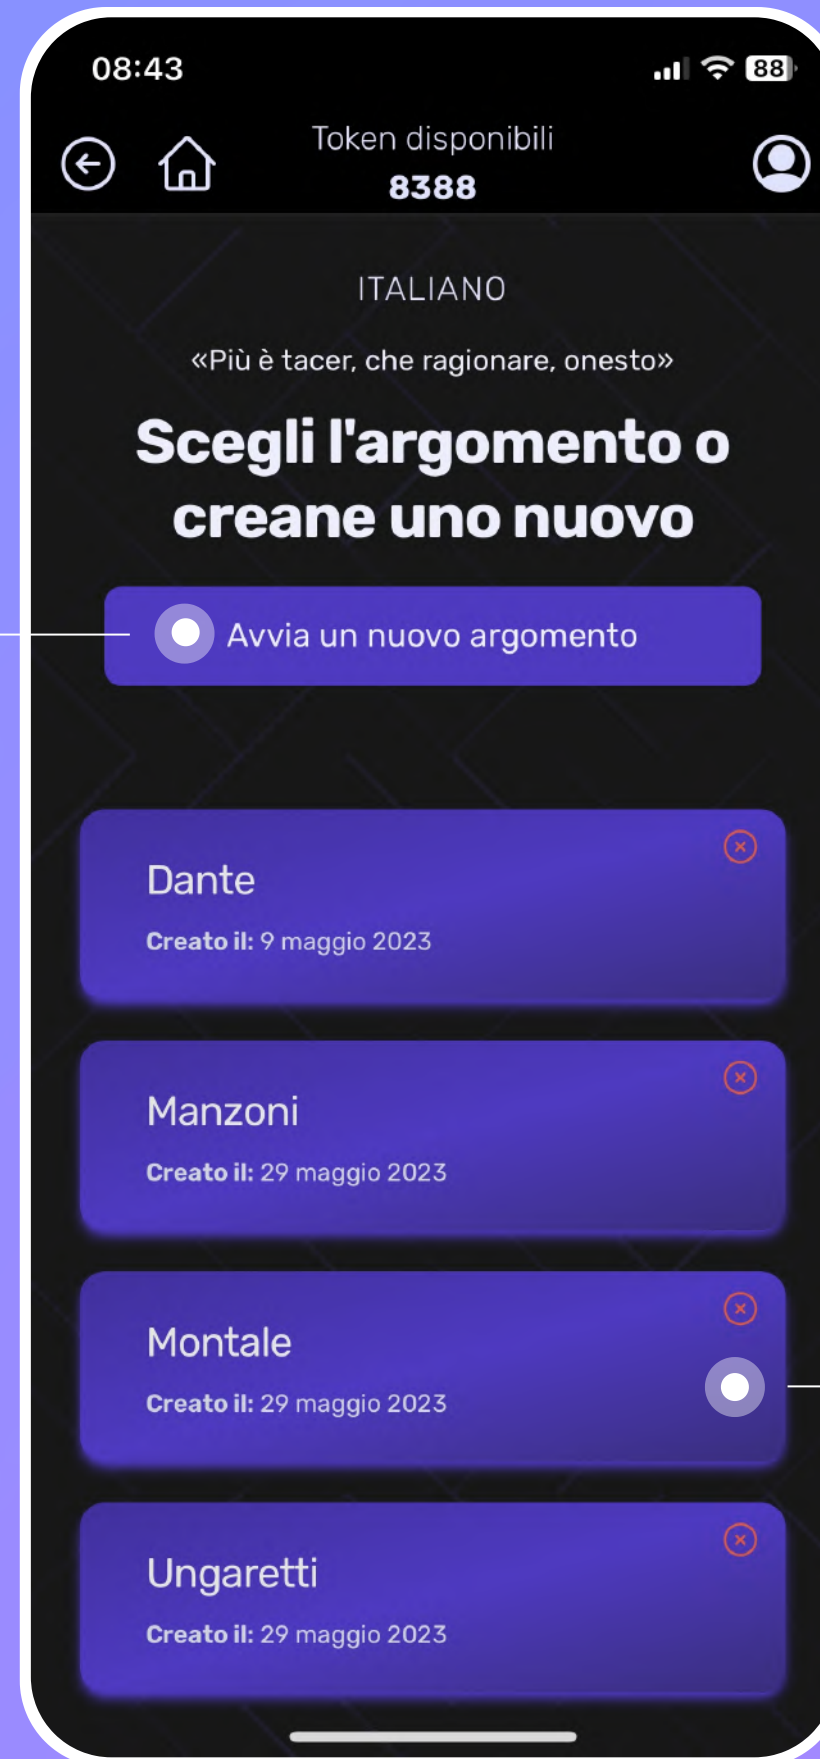 08:43
88
Token disponibili
8388
ITALIANO
«Più è tacer, che ragionare, onesto»
Scegli l'argomento o
creane uno nuovo
Avvia un nuovo argomento
Dante
Creato il: 9 maggio 2023
Manzoni
Creato il: 29 maggio 2023
Montale
Creato il: 29 maggio 2023
Ungaretti
Creato il: 29 maggio 2023